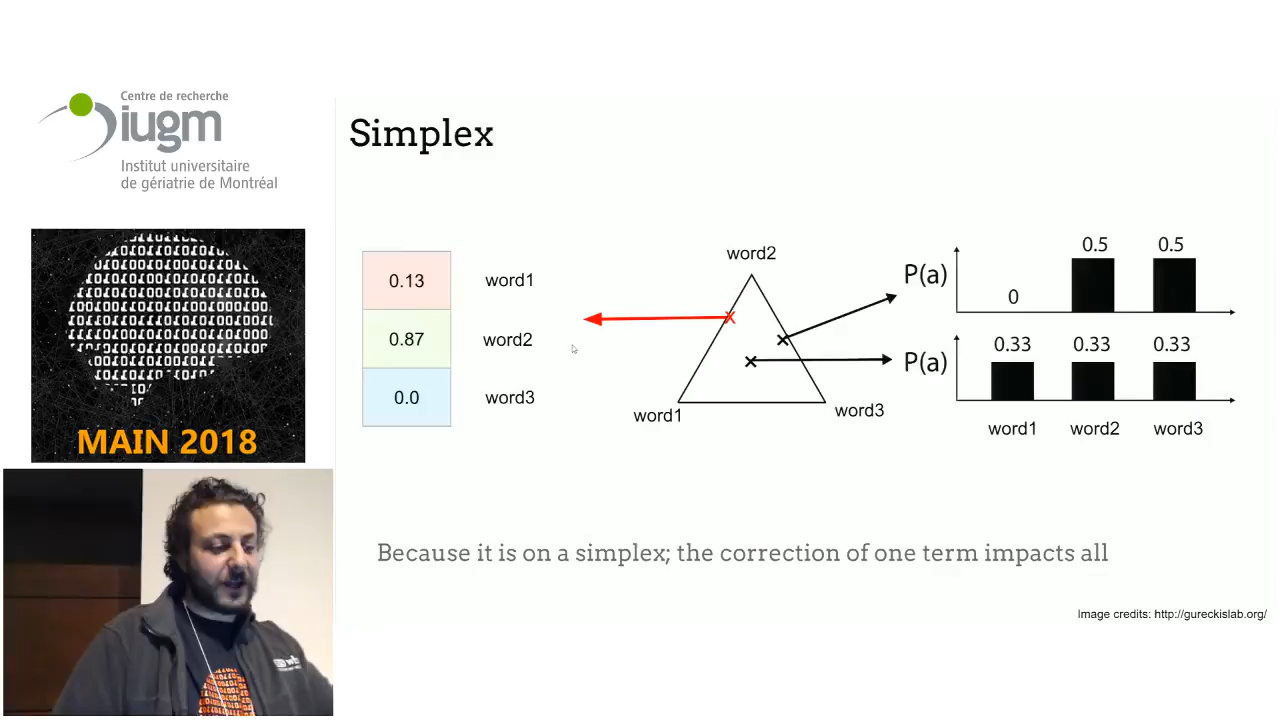 Centre de recherche
iugm
Institut universitaire
de gériatrie de Montréal
MAIN 2018
Simplex
0.13 word1
0.87 word2
0.0 word3
word2
word1
word3
P(a)
0
0.5
0.5
P(a)
0.33
0.33
0.33
word1 word2 word3
Because it is on a simplex; the correction of one term impacts all
Image credits: http://gureckislab.org/